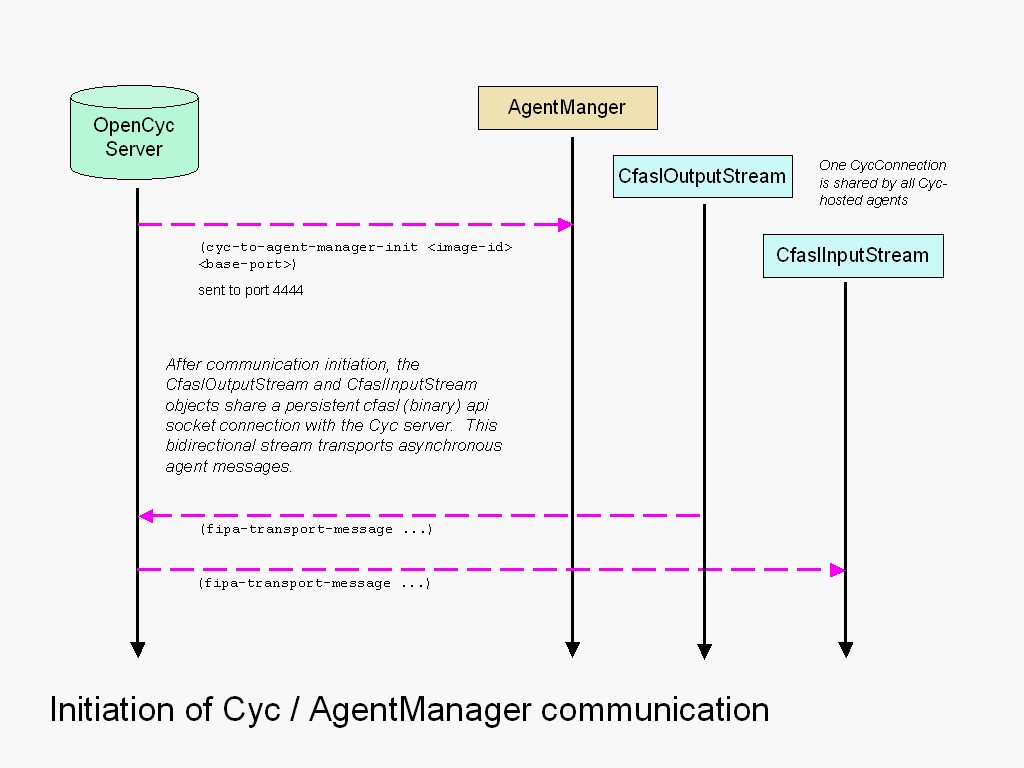 OpenCyc
Server
AgentManger
CfaslOutputStream
One CycConnection
is shared by all Cyc-
hosted agents
CfaslInputStream
(cyc-to-agent-manager-init <image-id>
<base-port>)
sent to port 4444
After communication initiation, the
CfaslOutputStream and CfaslInputStream
objects share a persistent cfasl (binary) api
socket connection with the Cyc server. This
bidirectional stream transports asynchronous
agent messages.
(fipa-transport-message ...)
(fipa-transport-message ...)
Initiation of Cyc / AgentManager communication